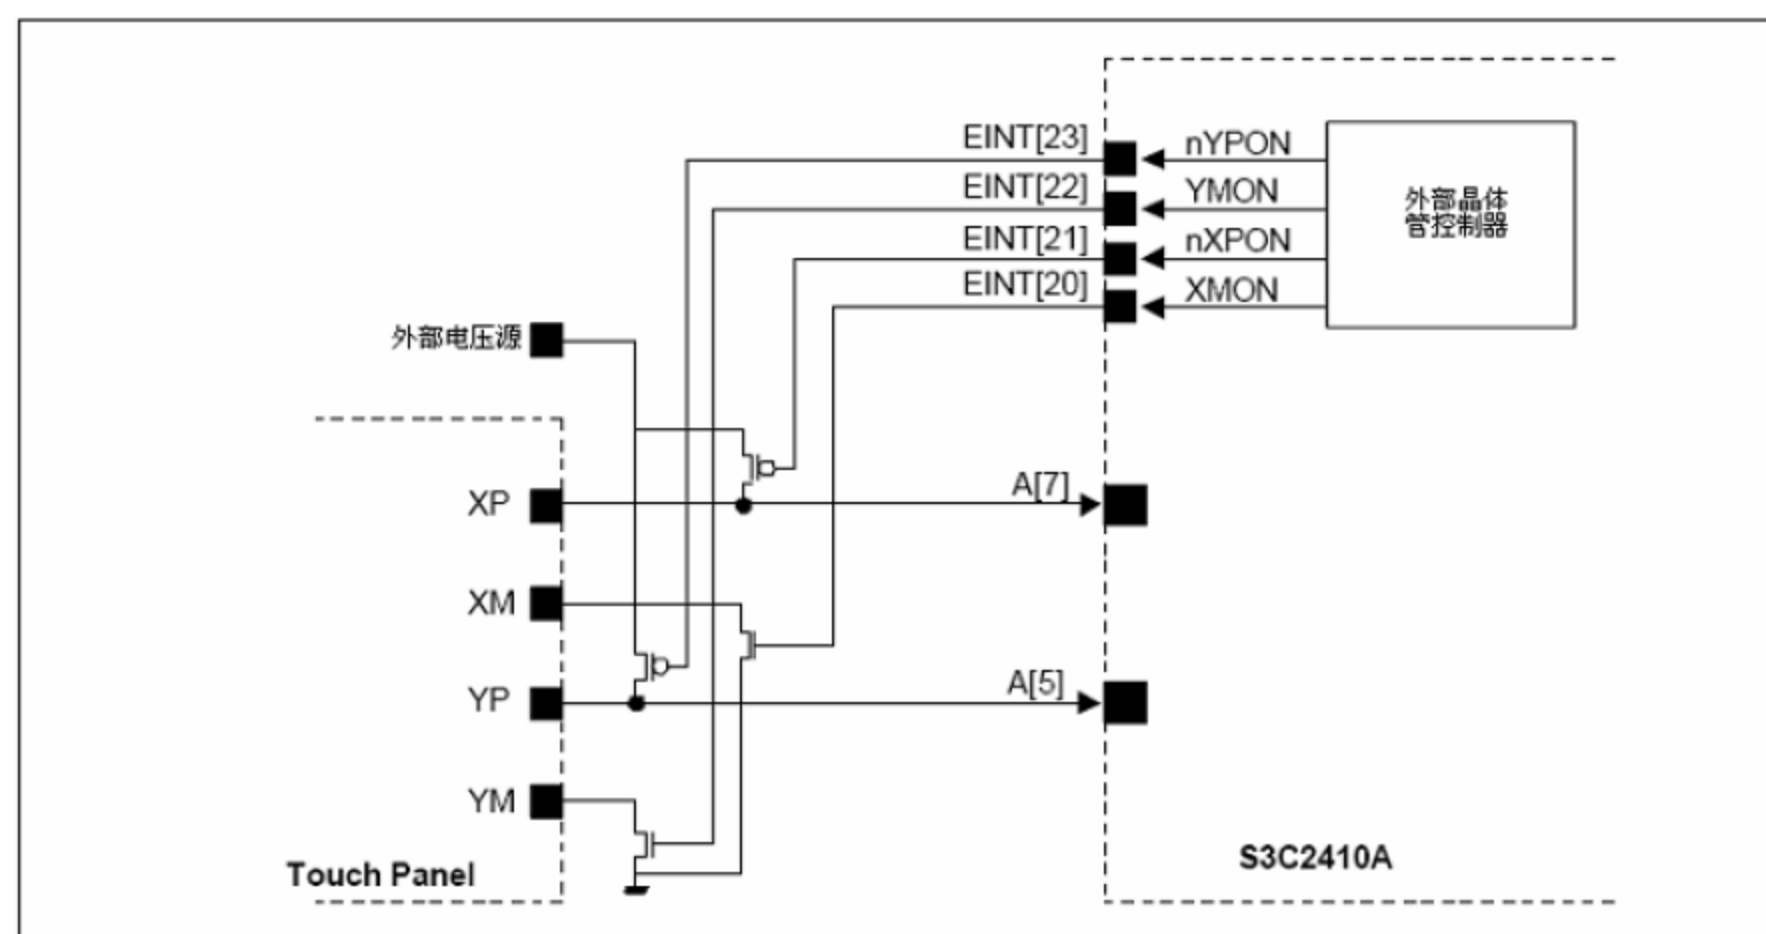 EINT[23]
nYPON
EINT[22]
YMON
EINT[21]
nXPON
EINT[20]
XMON
外部晶体
管控制器
外部电压源
XP
A[7]
XM
YP
A[5]
YM
Touch Panel
S3C2410A